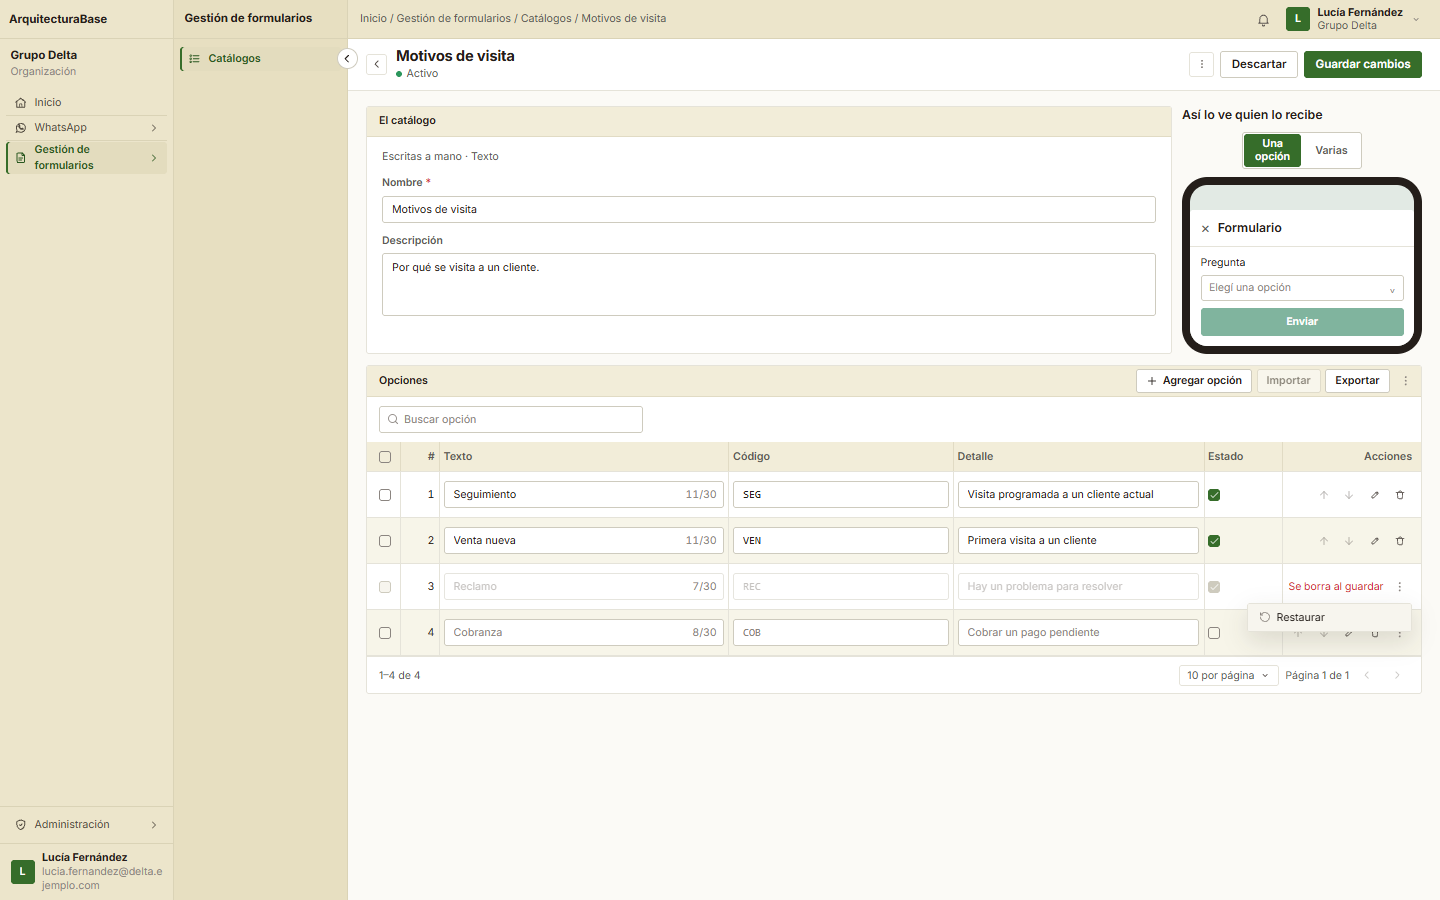 ArquitecturaBase
Grupo Delta
Organización
Inicio
WhatsApp
Gestión de
formularios
Administración
L
Lucía Fernández
lucia.fernandez@delta.e
jemplo.com
Gestión de formularios
Catálogos
Inicio / Gestión de formularios / Catálogos / Motivos de visita
L
Lucía Fernández
Grupo Delta
Motivos de visita
Activo
Descartar
Guardar cambios
El catálogo
Escritas a mano · Texto
Nombre *
Motivos de visita
Descripción
Por qué se visita a un cliente.
Así lo ve quien lo recibe
Una
opción
Varias
Formulario
Pregunta
Elegí una opción
Enviar
Opciones
Agregar opción
Importar
Exportar
Buscar opción
# Texto Código Detalle Estado Acciones
1 Seguimiento 11/30 SEG Visita programada a un cliente actual
2 Venta nueva 11/30 VEN Primera visita a un cliente
3 Reclamo 7/30 REC Hay un problema para resolver Se borra al guardar
Restaurar
4 Cobranza 8/30 COB Cobrar un pago pendiente
1–4 de 4
10 por página
Página 1 de 1